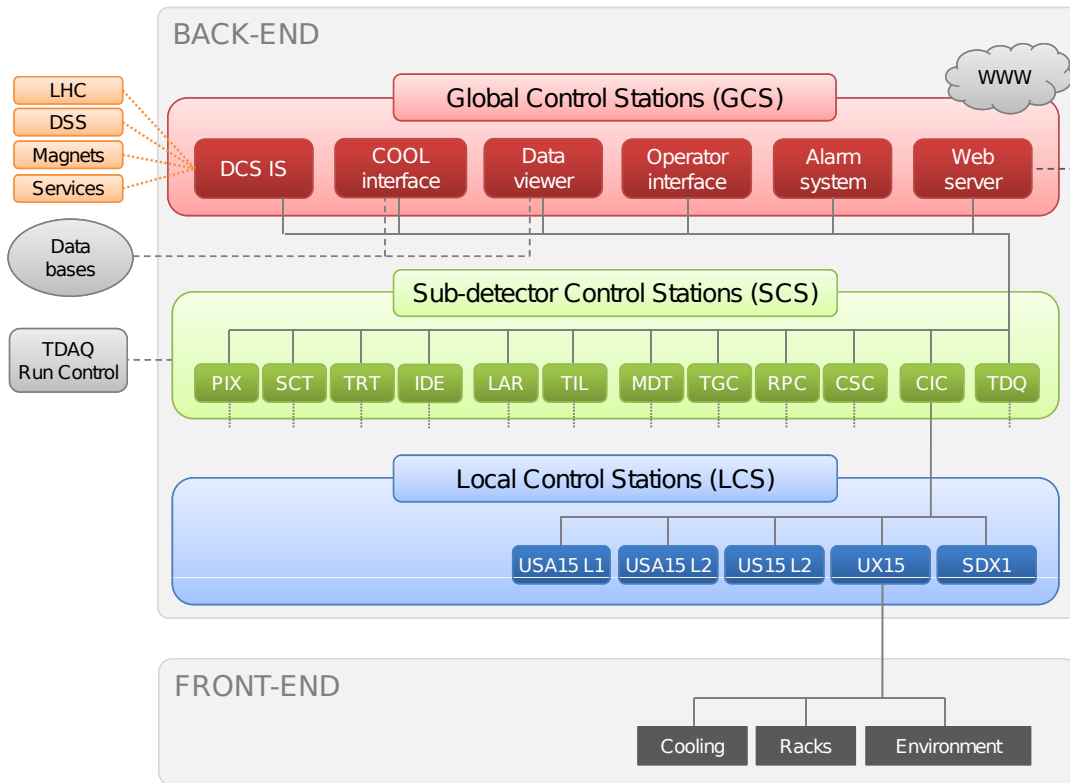 BACK-END
WWW
LHC
DSS
Magnets
Services
Global Control Stations (GCS)
DCS IS
COOL
interface
Data
viewer
Operator
interface
Alarm
system
Web
server
Data
bases
Sub-detector Control Stations (SCS)
TDAQ
Run Control
PIX
SCT
TRT
IDE
LAR
TIL
MDT
TGC
RPC
CSC
CIC
TDQ
Local Control Stations (LCS)
USA15 L1
USA15 L2
US15 L2
UX15
SDX1
FRONT-END
Cooling
Racks
Environment